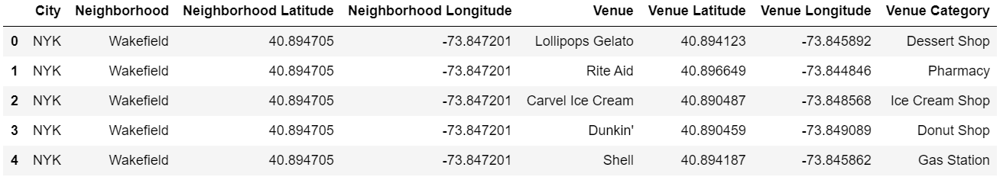 City Neighborhood Neighborhood Latitude Neighborhood Longitude Venue Venue Latitude Venue Longitude Venue Category
0 NYK Wakefield 40.894705 -73.847201 Lollipops Gelato 40.894123 -73.845892 Dessert Shop
1 NYK Wakefield 40.894705 -73.847201 Rite Aid 40.896649 -73.844846 Pharmacy
2 NYK Wakefield 40.894705 -73.847201 Carvel Ice Cream 40.890487 -73.848568 Ice Cream Shop
3 NYK Wakefield 40.894705 -73.847201 Dunkin' 40.890459 -73.849089 Donut Shop
4 NYK Wakefield 40.894705 -73.847201 Shell 40.894187 -73.845862 Gas Station